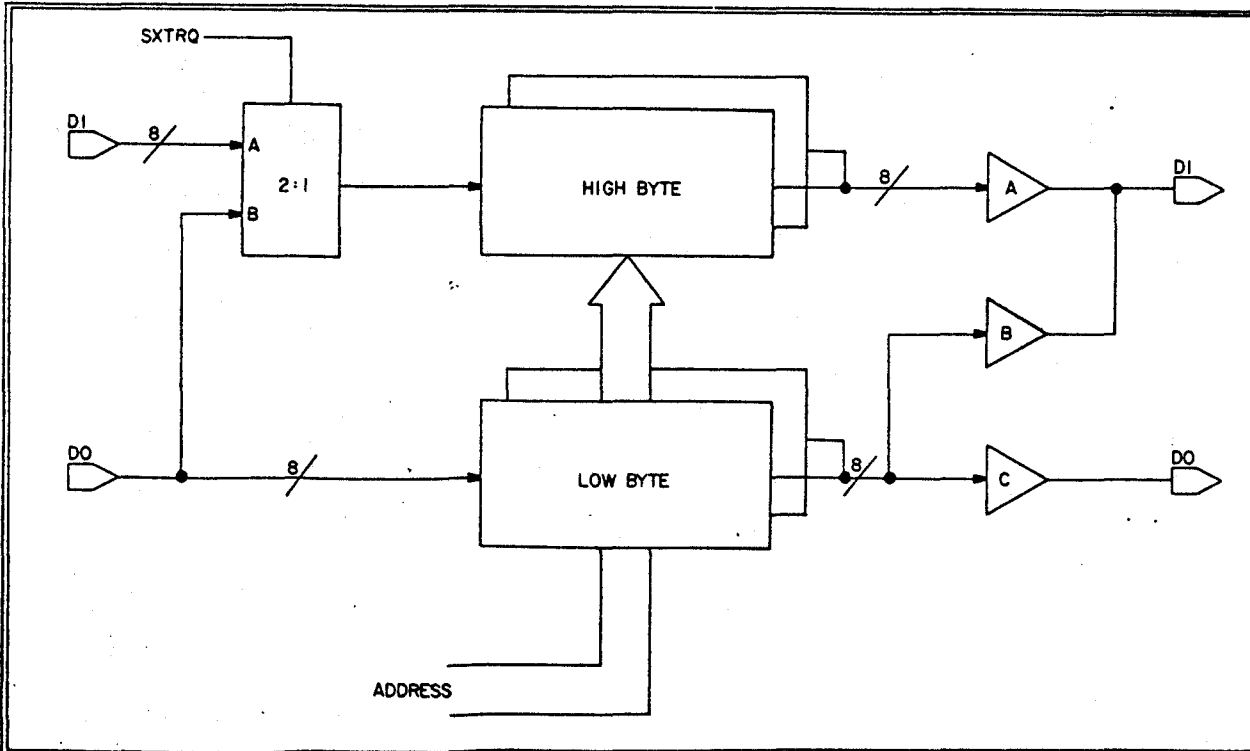 SXTRQ
DI
8
A
2:1
B
HIGH BYTE
8
A
DI
B
DO
8
LOW BYTE
8
C
DO
ADDRESS